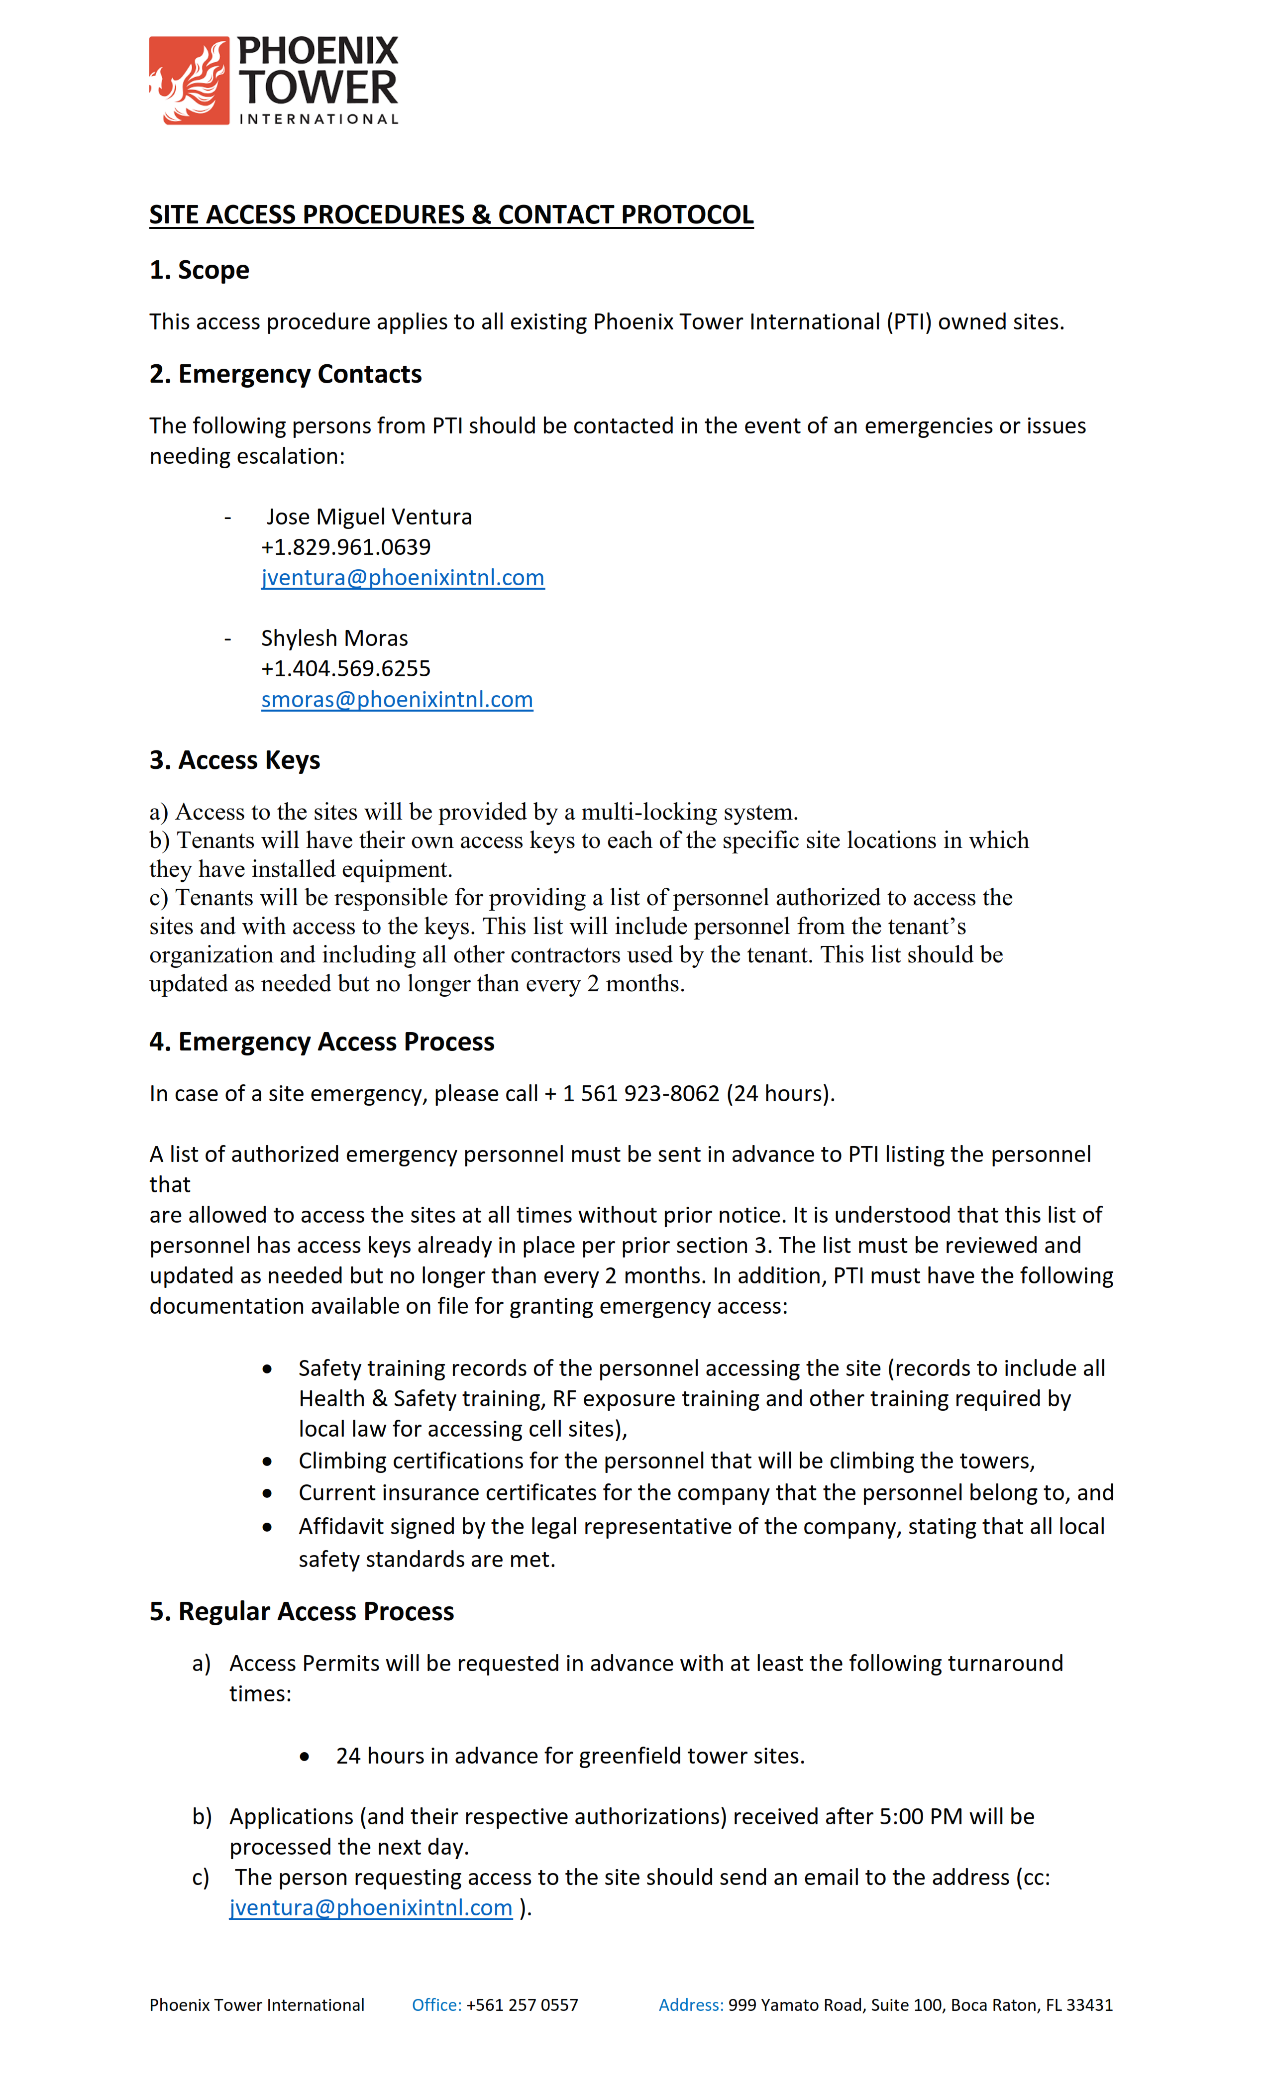 PHOENIX
TOWER
INTERNATIONAL
SITE ACCESS PROCEDURES & CONTACT PROTOCOL
1. Scope
This access procedure applies to all existing Phoenix Tower International (PTI) owned sites.
2. Emergency Contacts
The following persons from PTI should be contacted in the event of an emergencies or issues
needing escalation:
- Jose Miguel Ventura
+1.829.961.0639
jventura@phoenixintnl.com
- Shylesh Moras
+1.404.569.6255
smoras@phoenixintnl.com
3. Access Keys
a) Access to the sites will be provided by a multi-locking system.
b) Tenants will have their own access keys to each of the specific site locations in which
they have installed equipment.
c) Tenants will be responsible for providing a list of personnel authorized to access the
sites and with access to the keys. This list will include personnel from the tenant’s
organization and including all other contractors used by the tenant. This list should be
updated as needed but no longer than every 2 months.
4. Emergency Access Process
In case of a site emergency, please call + 1 561 923-8062 (24 hours).
A list of authorized emergency personnel must be sent in advance to PTI listing the personnel
that
are allowed to access the sites at all times without prior notice. It is understood that this list of
personnel has access keys already in place per prior section 3. The list must be reviewed and
updated as needed but no longer than every 2 months. In addition, PTI must have the following
documentation available on file for granting emergency access:
• Safety training records of the personnel accessing the site (records to include all
Health & Safety training, RF exposure training and other training required by
local law for accessing cell sites),
• Climbing certifications for the personnel that will be climbing the towers,
• Current insurance certificates for the company that the personnel belong to, and
• Affidavit signed by the legal representative of the company, stating that all local
safety standards are met.
5. Regular Access Process
a) Access Permits will be requested in advance with at least the following turnaround
times:
• 24 hours in advance for greenfield tower sites.
b) Applications (and their respective authorizations) received after 5:00 PM will be
processed the next day.
c) The person requesting access to the site should send an email to the address (cc:
jventura@phoenixintnl.com ).
Phoenix Tower International Office: +561 257 0557 Address: 999 Yamato Road, Suite 100, Boca Raton, FL 33431